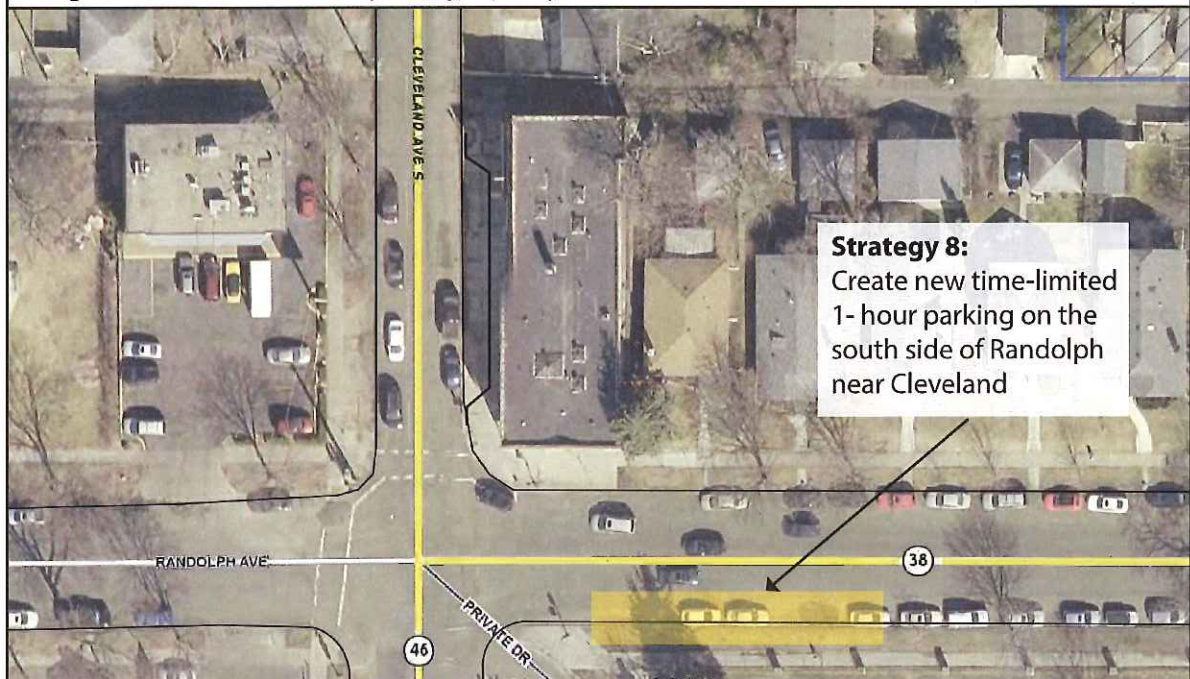 CLEVELAND AVE S
Strategy 8:
Create new time-limited
1- hour parking on the
south side of Randolph
near Cleveland
RANDOLPH AVE
38
PRIVATE DR
46